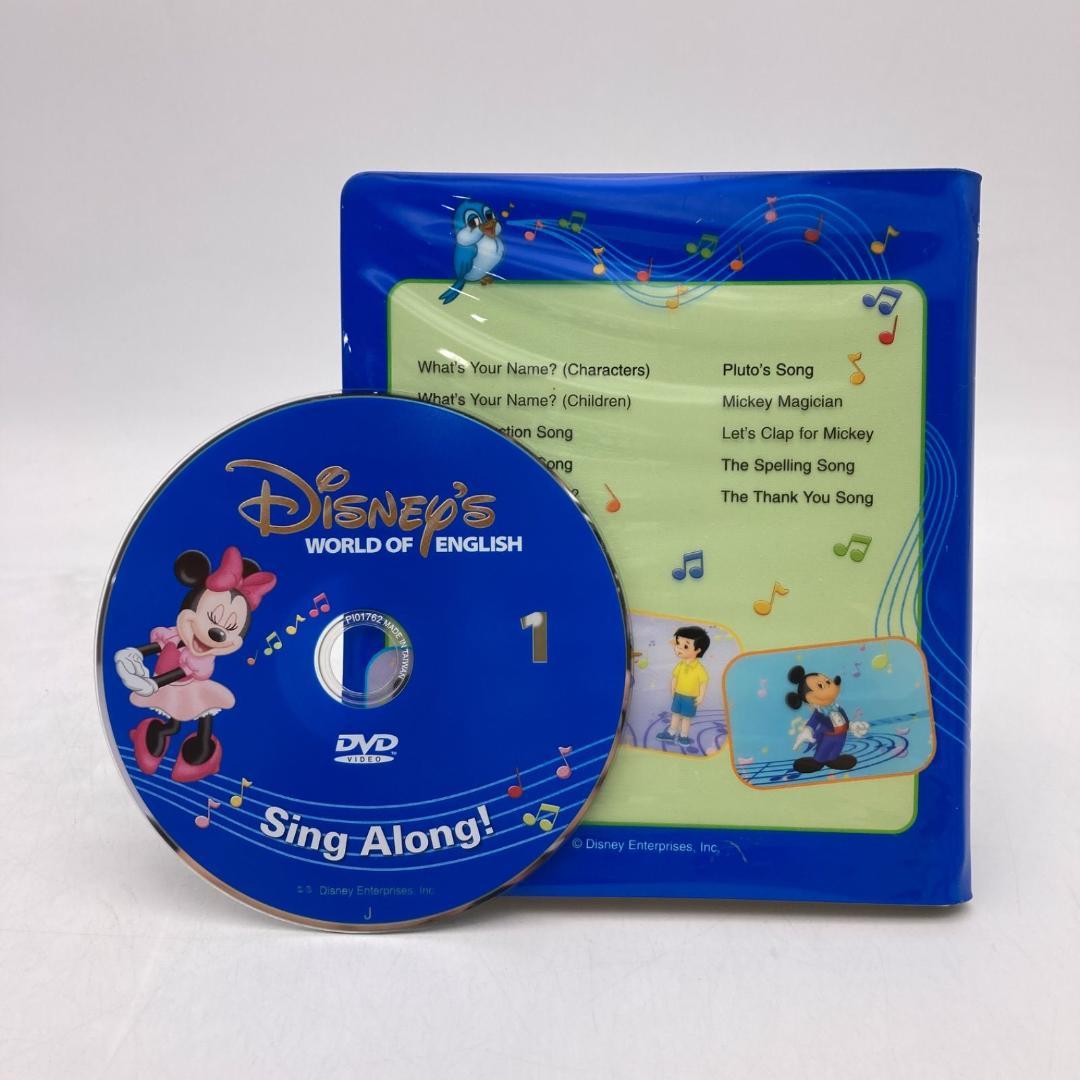 What's Your Name? (Characters)
What's Your Name? (Children)
ction Song
ong
?
Pluto's Song
Mickey Magician
Let's Clap for Mickey
The Spelling Song
The Thank You Song
© Disney Enterprises, Inc.
DISNEY'S
WORLD OF ENGLISH
1
PI01762 MADE IN TAIWAN
DVD
VIDEO
Sing Along!
Disney Enterprises, Inc.
J